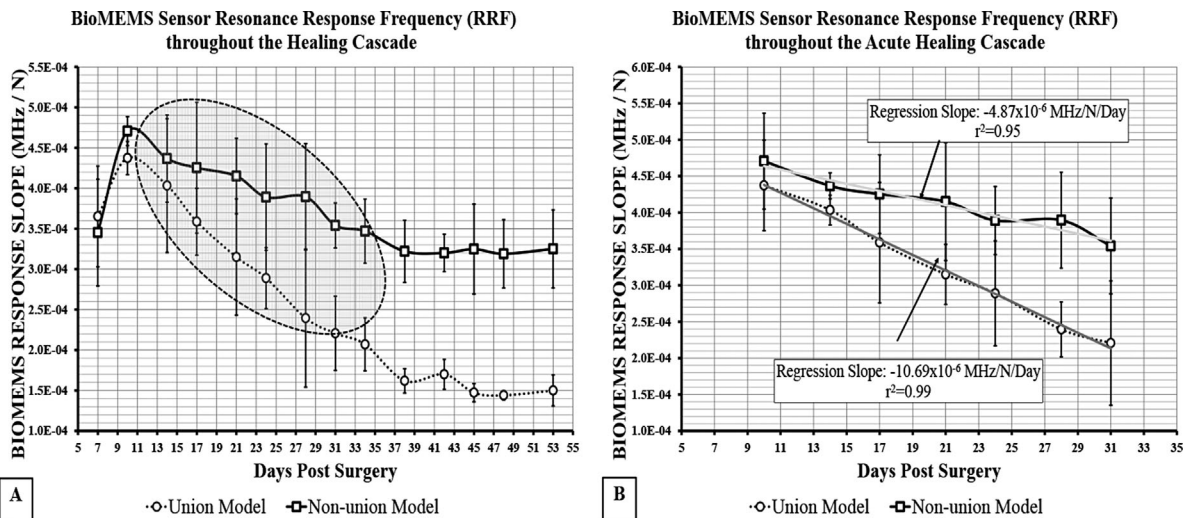 BioMEMS Sensor Resonance Response Frequency (RRF)
throughout the Healing Cascade
BIOMEMS RESPONSE SLOPE (MHz / N)
5.5E-04
5.0E-04
4.5E-04
4.0E-04
3.5E-04
3.0E-04
2.5E-04
2.0E-04
1.5E-04
1.0E-04
5 7 9 11 13 15 17 19 21 23 25 27 29 31 33 35 37 39 41 43 45 47 49 51 53 55
Days Post Surgery
A
Union Model Non-union Model
BioMEMS Sensor Resonance Response Frequency (RRF)
throughout the Acute Healing Cascade
BIOMEMS RESPONSE SLOPE (MHz / N)
6.0E-04
5.5E-04
5.0E-04
4.5E-04
4.0E-04
3.5E-04
3.0E-04
2.5E-04
2.0E-04
1.5E-04
1.0E-04
Regression Slope: -4.87x10⁻⁶ MHz/N/Day
r²=0.95
Regression Slope: -10.69x10⁻⁶ MHz/N/Day
r²=0.99
5 7 9 11 13 15 17 19 21 23 25 27 29 31 33 35
Days Post Surgery
B
Union Model Non-union Model